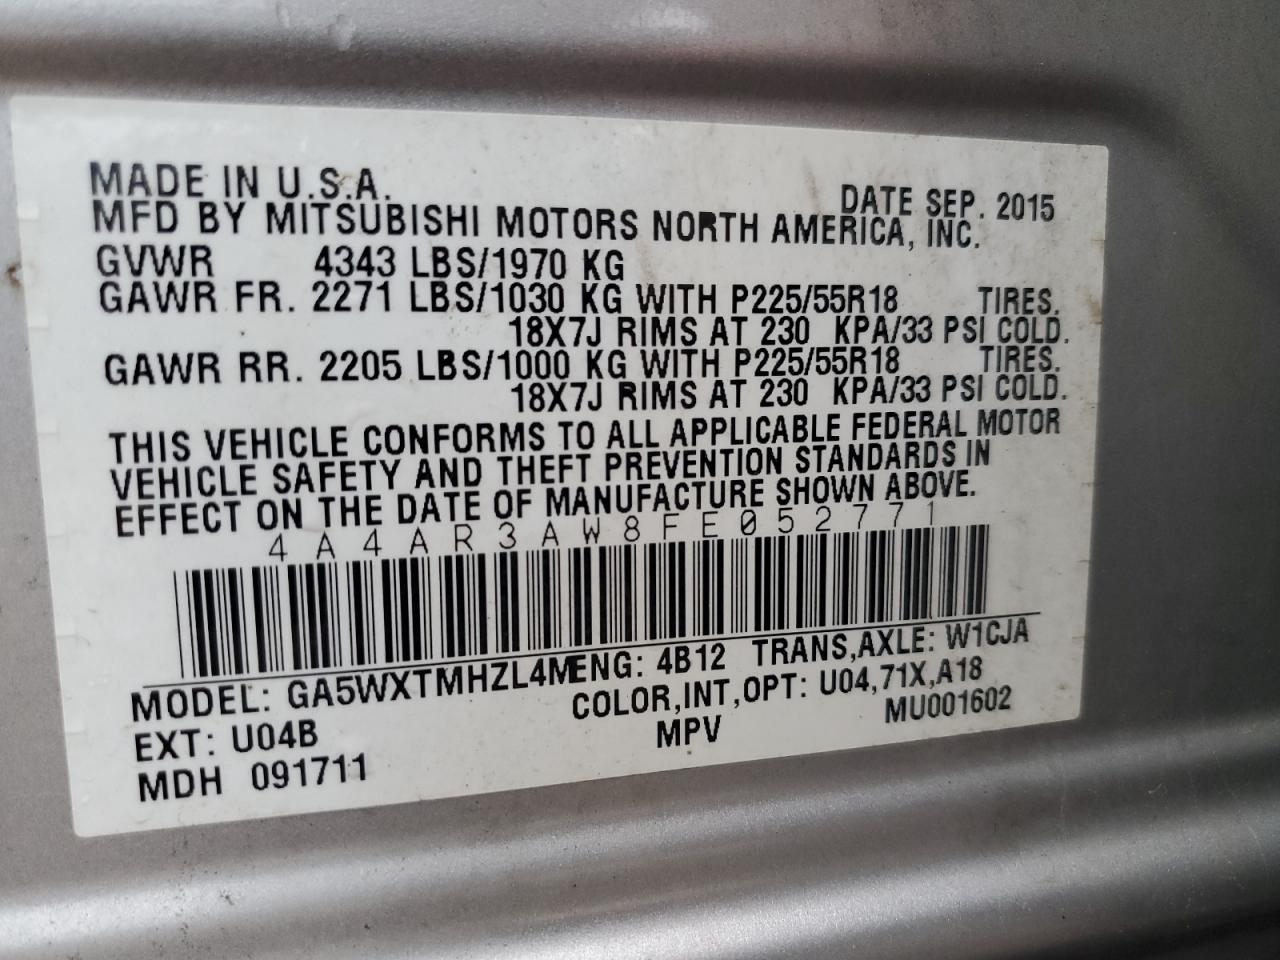 MADE IN U.S.A. DATE SEP. 2015
MFD BY MITSUBISHI MOTORS NORTH AMERICA, INC.
GVWR 4343 LBS/1970 KG
GAWR FR. 2271 LBS/1030 KG WITH P225/55R18 TIRES.
18X7J RIMS AT 230 KPA/33 PSI COLD.
GAWR RR. 2205 LBS/1000 KG WITH P225/55R18 TIRES.
18X7J RIMS AT 230 KPA/33 PSI COLD.
THIS VEHICLE CONFORMS TO ALL APPLICABLE FEDERAL MOTOR
VEHICLE SAFETY AND THEFT PREVENTION STANDARDS IN
EFFECT ON THE DATE OF MANUFACTURE SHOWN ABOVE.
4A4AR3AW8FE052771
MODEL: GA5WXTMHZL4MENG: 4B12 TRANS,AXLE: W1CJA
EXT: U04B COLOR,INT,OPT: U04,71X,A18
MDH 091711 MPV MU001602